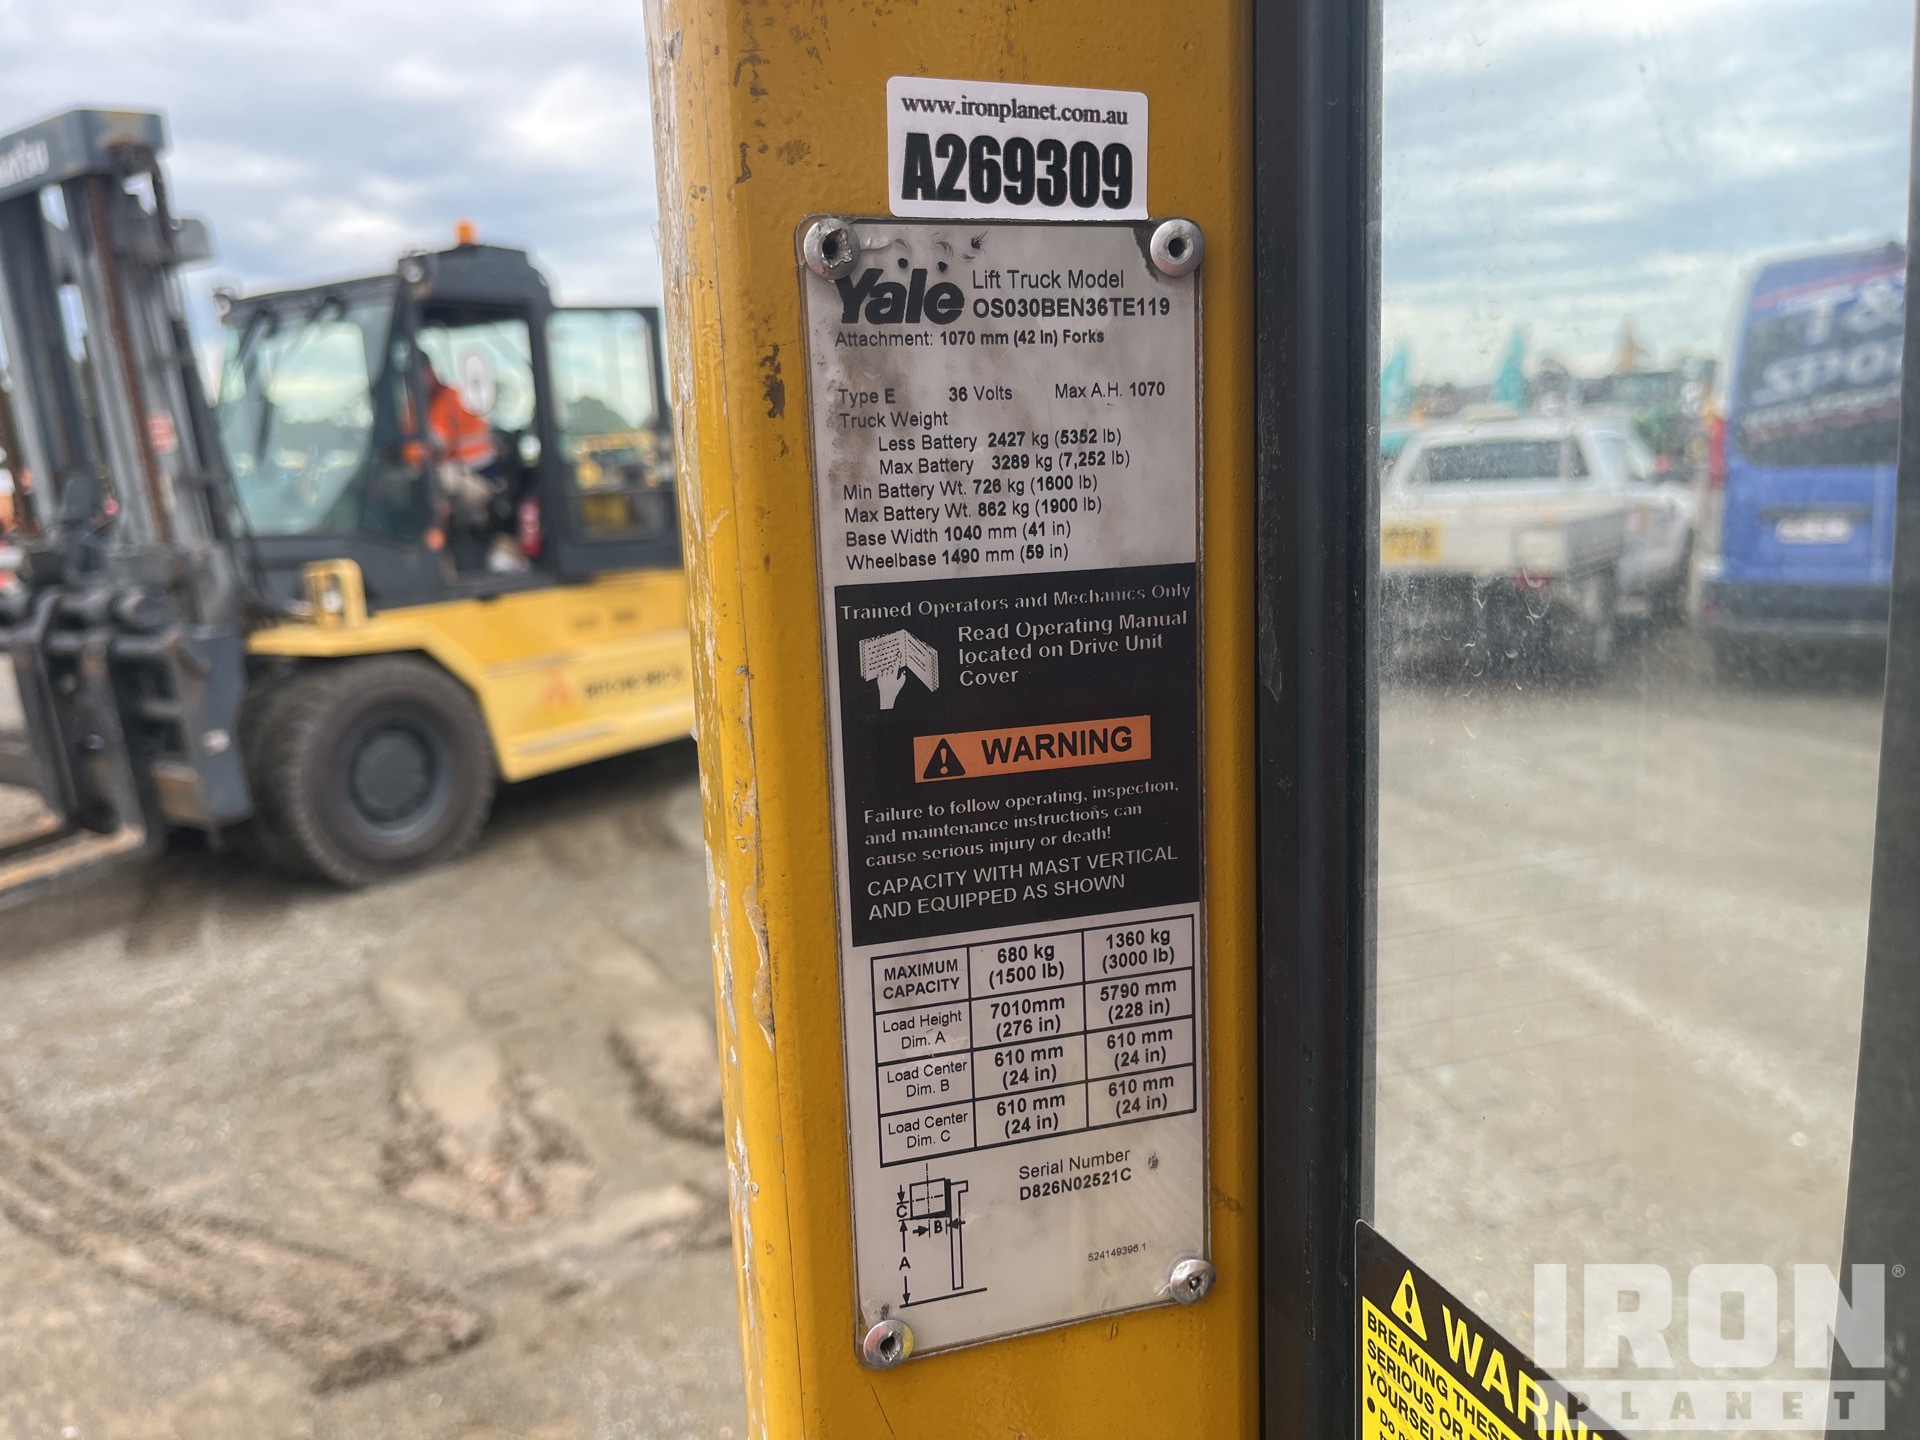 www.ironplanet.com.au
A269309
Yale
Lift Truck Model
OS030BEN36TE119
Attachment: 1070 mm (42 In) Forks
Type E 36 Volts Max A.H. 1070
Truck Weight
Less Battery 2427 kg (5352 lb)
Max Battery 3289 kg (7,252 lb)
Min Battery Wt. 726 kg (1600 lb)
Max Battery Wt. 862 kg (1900 lb)
Base Width 1040 mm (41 in)
Wheelbase 1490 mm (59 in)
Trained Operators and Mechanics Only
Read Operating Manual
located on Drive Unit
Cover
WARNING
Failure to follow operating, inspection,
and maintenance instructions can
cause serious injury or death!
CAPACITY WITH MAST VERTICAL
AND EQUIPPED AS SHOWN
MAXIMUM CAPACITY 680 kg (1500 lb) 1360 kg (3000 lb)
Load Height Dim. A 7010mm (276 in) 5790 mm (228 in)
Load Center Dim. B 610 mm (24 in) 610 mm (24 in)
Load Center Dim. C 610 mm (24 in) 610 mm (24 in)
Serial Number
D826N02521C
C
B
A
524149396 1
WARN
BREAKING THESE
SERIOUS OR
YOURSEL
IRON
PLANET